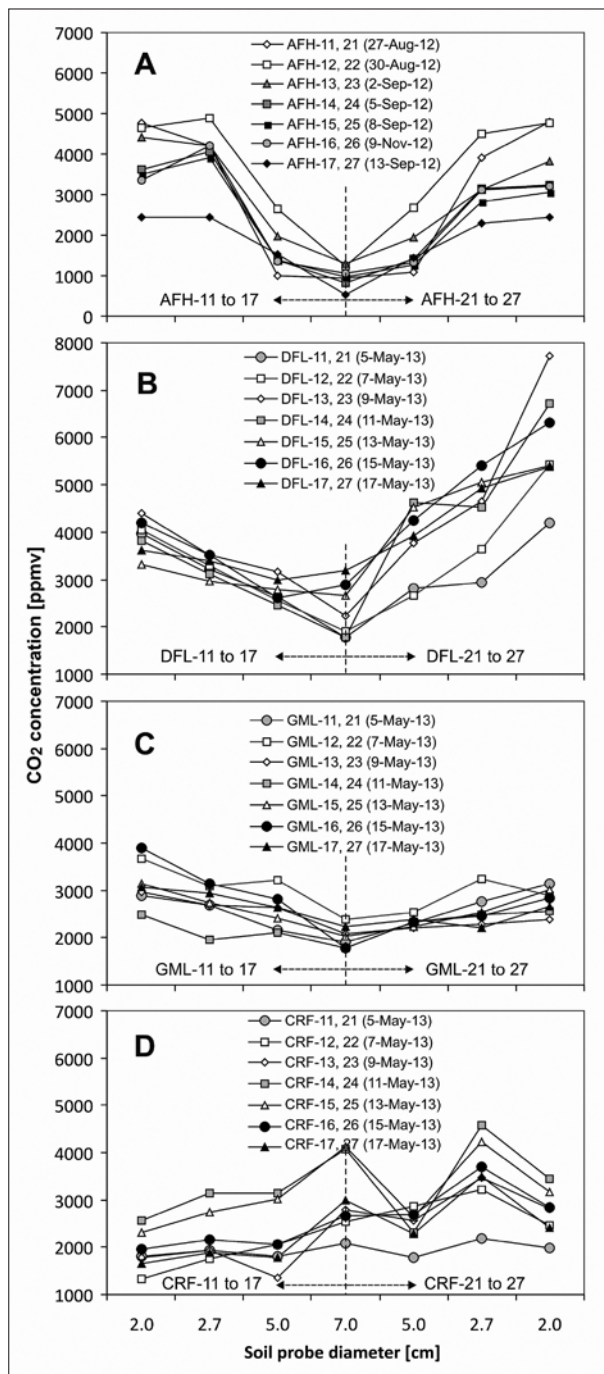 CO2 concentration [ppmv]
7000
6000
5000
4000
3000
2000
1000
0
A
AFH-11, 21 (27-Aug-12)
AFH-12, 22 (30-Aug-12)
AFH-13, 23 (2-Sep-12)
AFH-14, 24 (5-Sep-12)
AFH-15, 25 (8-Sep-12)
AFH-16, 26 (9-Nov-12)
AFH-17, 27 (13-Sep-12)
AFH-11 to 17
AFH-21 to 27
8000
7000
6000
5000
4000
3000
2000
1000
B
DFL-11, 21 (5-May-13)
DFL-12, 22 (7-May-13)
DFL-13, 23 (9-May-13)
DFL-14, 24 (11-May-13)
DFL-15, 25 (13-May-13)
DFL-16, 26 (15-May-13)
DFL-17, 27 (17-May-13)
DFL-11 to 17
DFL-21 to 27
7000
6000
5000
4000
3000
2000
1000
C
GML-11, 21 (5-May-13)
GML-12, 22 (7-May-13)
GML-13, 23 (9-May-13)
GML-14, 24 (11-May-13)
GML-15, 25 (13-May-13)
GML-16, 26 (15-May-13)
GML-17, 27 (17-May-13)
GML-11 to 17
GML-21 to 27
7000
6000
5000
4000
3000
2000
1000
D
CRF-11, 21 (5-May-13)
CRF-12, 22 (7-May-13)
CRF-13, 23 (9-May-13)
CRF-14, 24 (11-May-13)
CRF-15, 25 (13-May-13)
CRF-16, 26 (15-May-13)
CRF-17, 27 (17-May-13)
CRF-11 to 17
CRF-21 to 27
2.0 2.7 5.0 7.0 5.0 2.7 2.0
Soil probe diameter [cm]